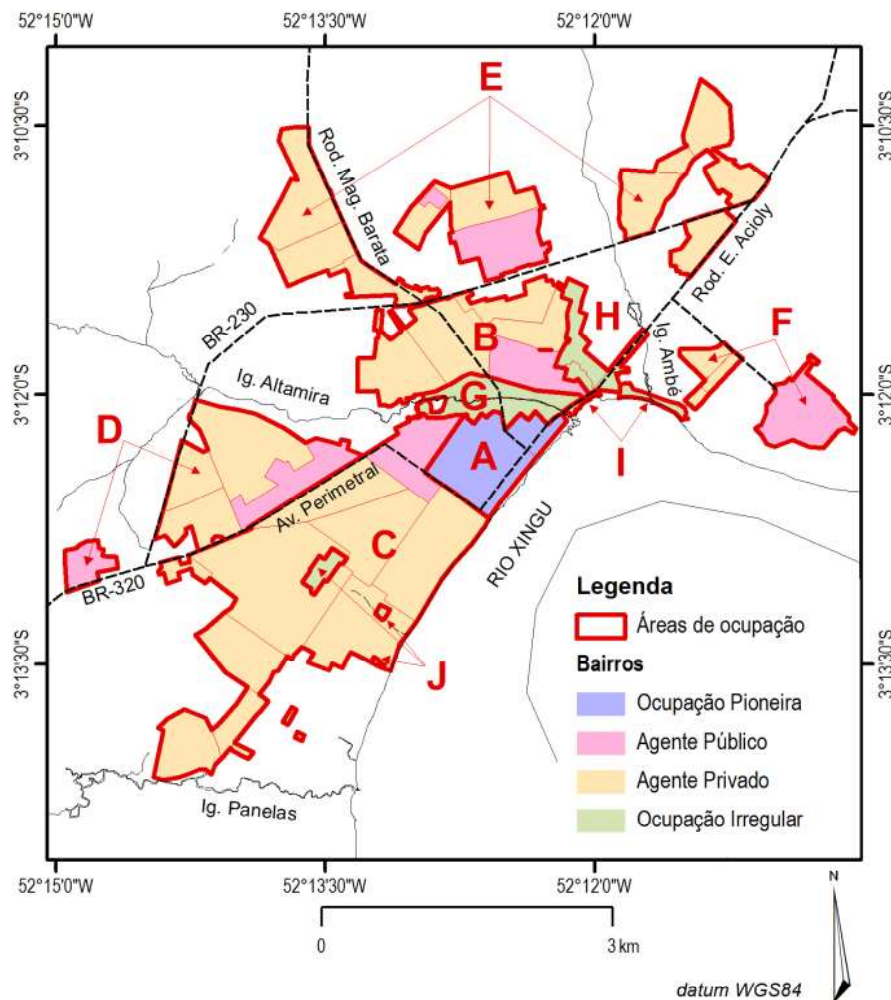 52°15'0"W
52°13'30"W
52°12'0"W
3°10'30"S
3°10'30"S
E
Rod. Mag. Barata
Rod. E. Acioly
BR-230
B
H
Ig. Ambé
F
3°12'0"S
3°12'0"S
Ig. Altamira
G
D
A
I
Av. Perimetral
C
RIO XINGU
BR-320
J
3°13'30"S
3°13'30"S
Ig. Panelas
Legenda
Áreas de ocupação
Bairros
Ocupação Pioneira
Agente Público
Agente Privado
Ocupação Irregular
52°15'0"W
52°13'30"W
52°12'0"W
0
3 km
N
datum WGS84